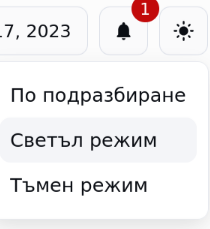 17, 2023
1
По подразбиране
Светъл режим
Тъмен режим